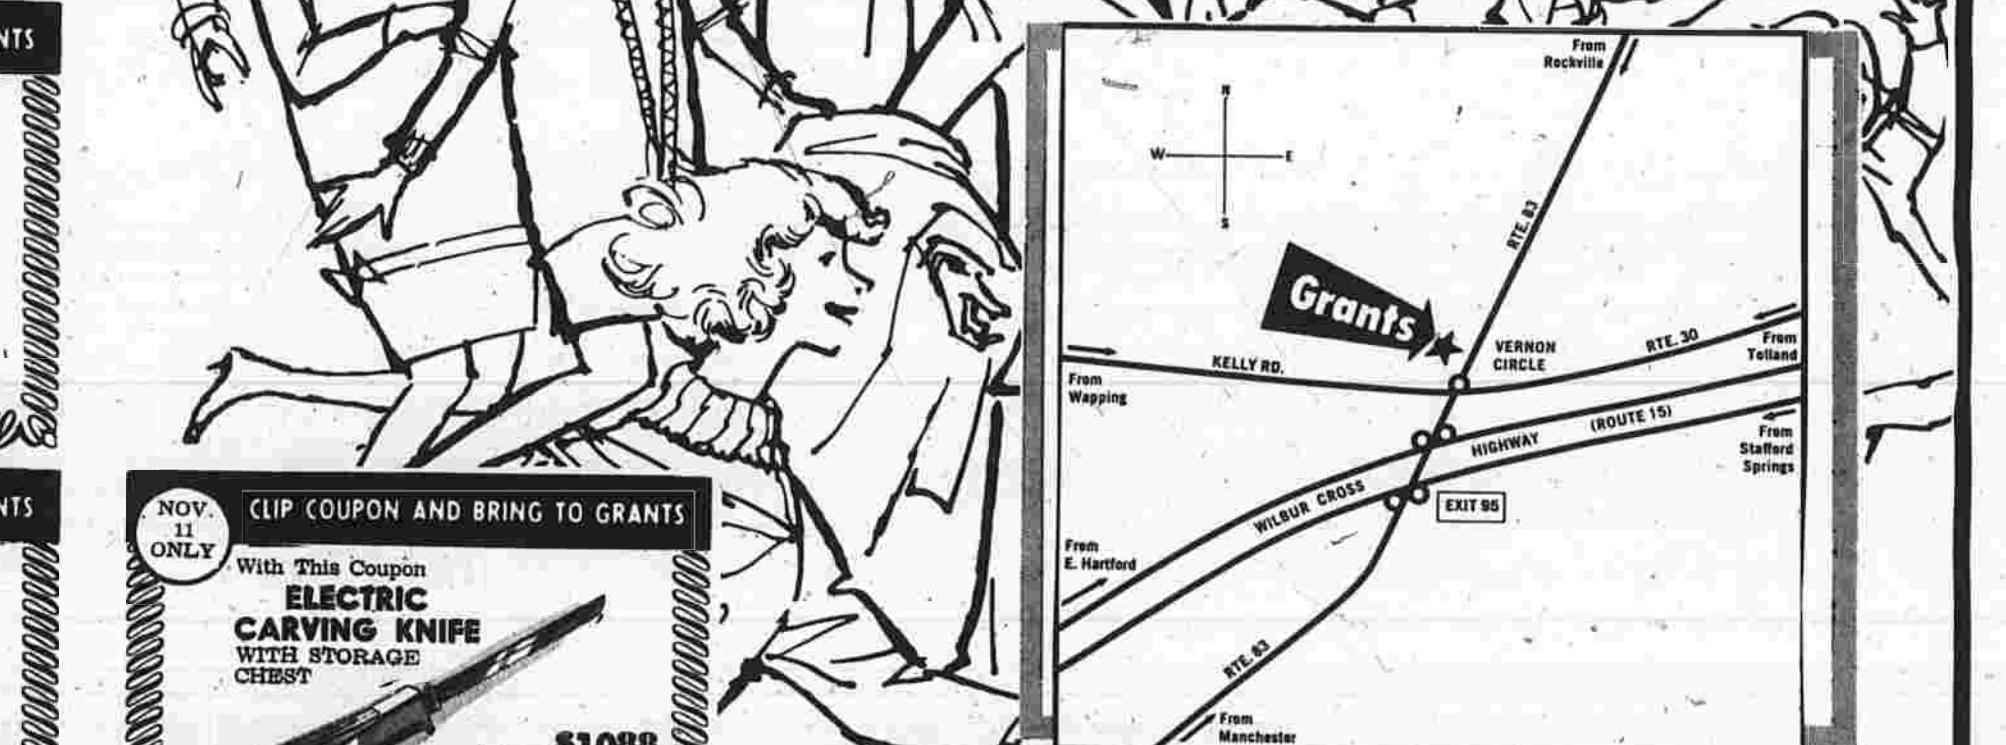 NTS
NTS
NOV.
11
ONLY
CLIP COUPON AND BRING TO GRANTS
With This Coupon
ELECTRIC
CARVING KNIFE
WITH STORAGE
CHEST
From
Rockville
N
W
E
S
RTE. 83
Grants
VERNON
CIRCLE
RTE. 30
From
Tolland
KELLY RD.
From
Wapping
HIGHWAY
(ROUTE 15)
From
Stafford
Springs
WILBUR CROSS
EXIT 95
From
E. Hartford
RTE. 83
From
Manchester